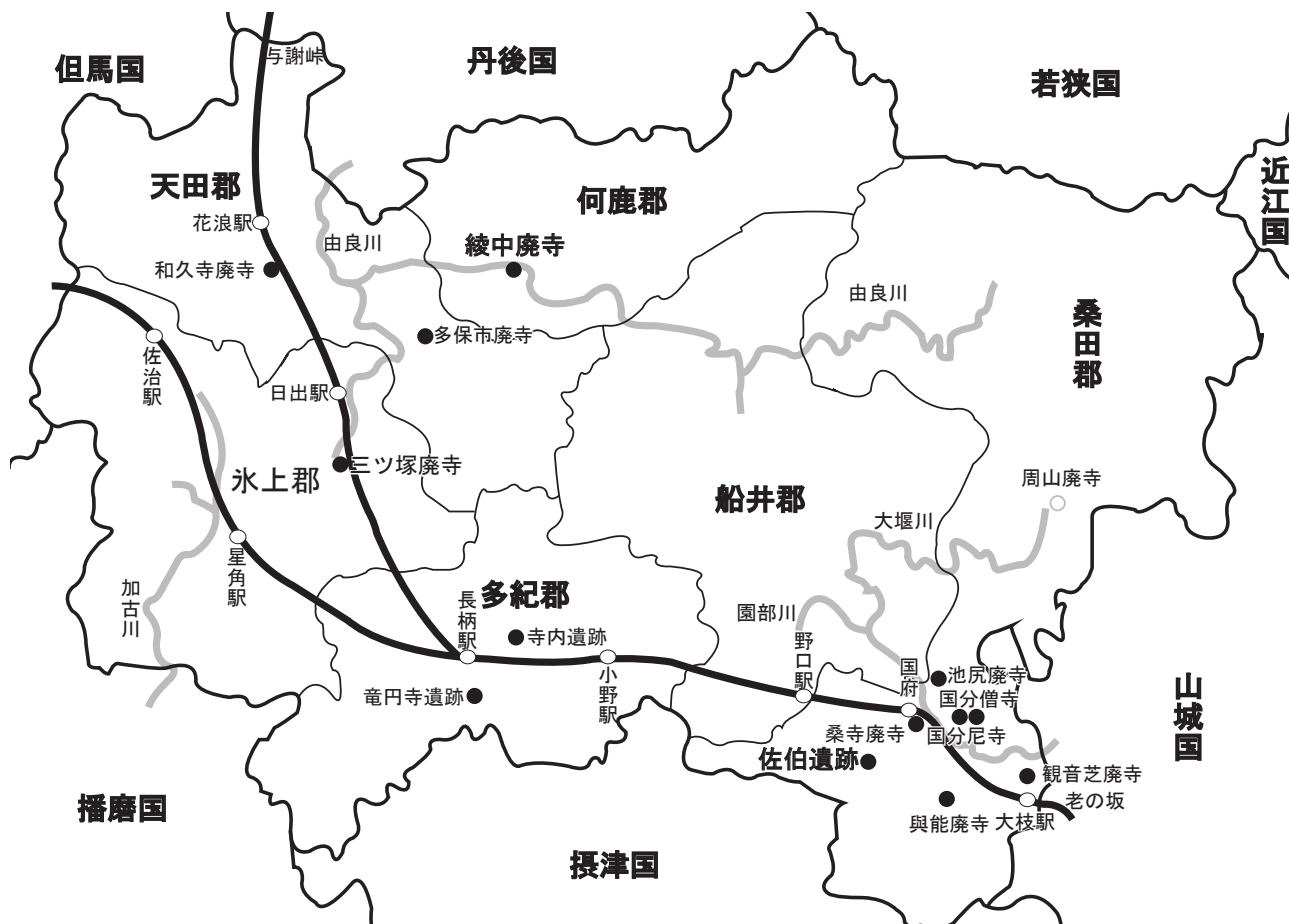 与謝峠
但馬国
丹後国
若狭国
近江国
天田郡
何鹿郡
花浪駅
由良川
綾中廃寺
和久寺廃寺
由良川
桑田郡
多保市廃寺
佐治駅
日出駅
三ツ塚廃寺
氷上郡
周山廃寺
船井郡
大堰川
星角駅
加古川
長柄駅
多紀郡
園部川
寺内遺跡
野口駅
国府
池尻廃寺
小野駅
竜円寺遺跡
国分僧寺
山城国
桑寺廃寺
国分尼寺
佐伯遺跡
観音芝廃寺
老の坂
播磨国
與能廃寺
大枝駅
摂津国